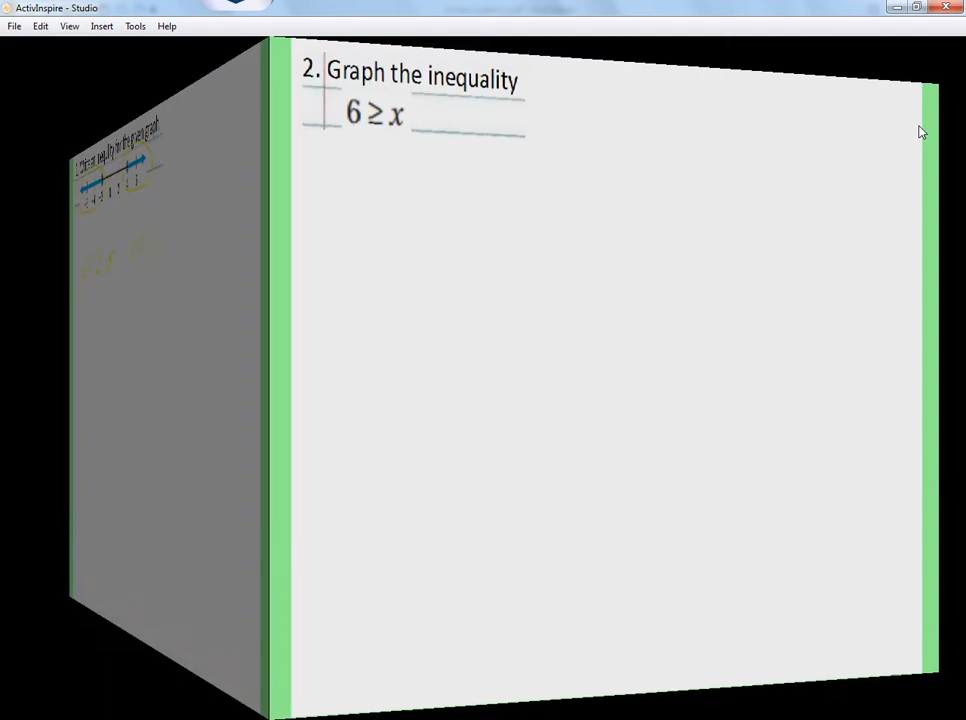 ActivInspire - Studio
File Edit View Insert Tools Help
2. Graph the inequality
6 ≥ x